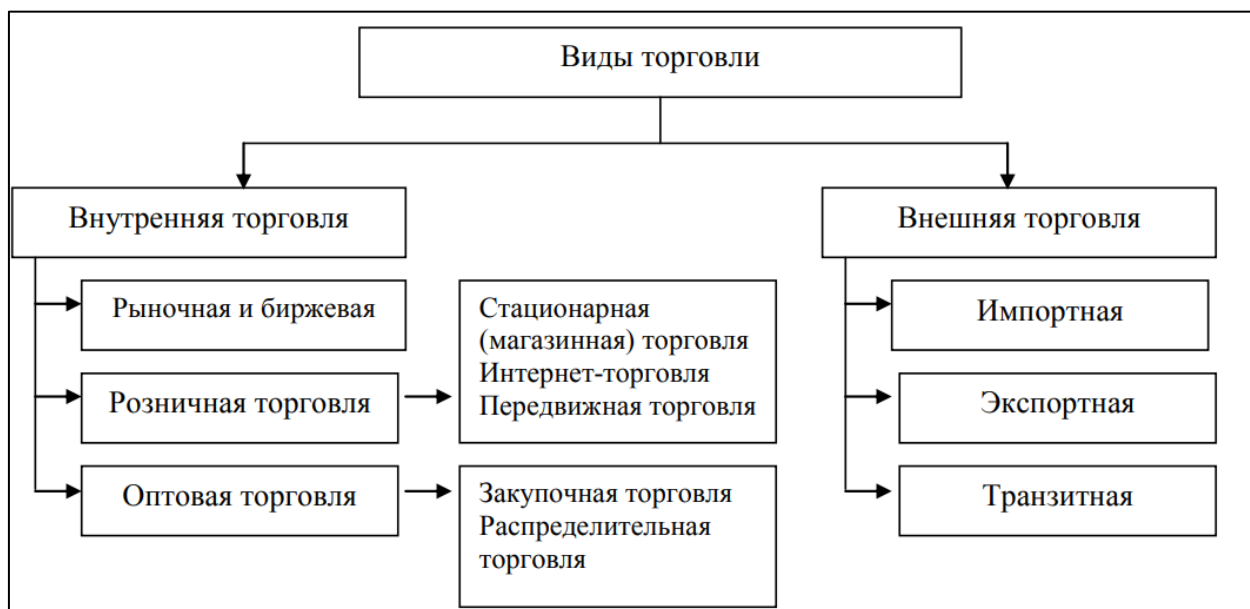 Виды торговли
Внутренняя торговля
Внешняя торговля
Рыночная и биржевая
Стационарная
(магазинная) торговля
Интернет-торговля
Передвижная торговля
Импортная
Розничная торговля
Экспортная
Оптовая торговля
Закупочная торговля
Распределительная
торговля
Транзитная